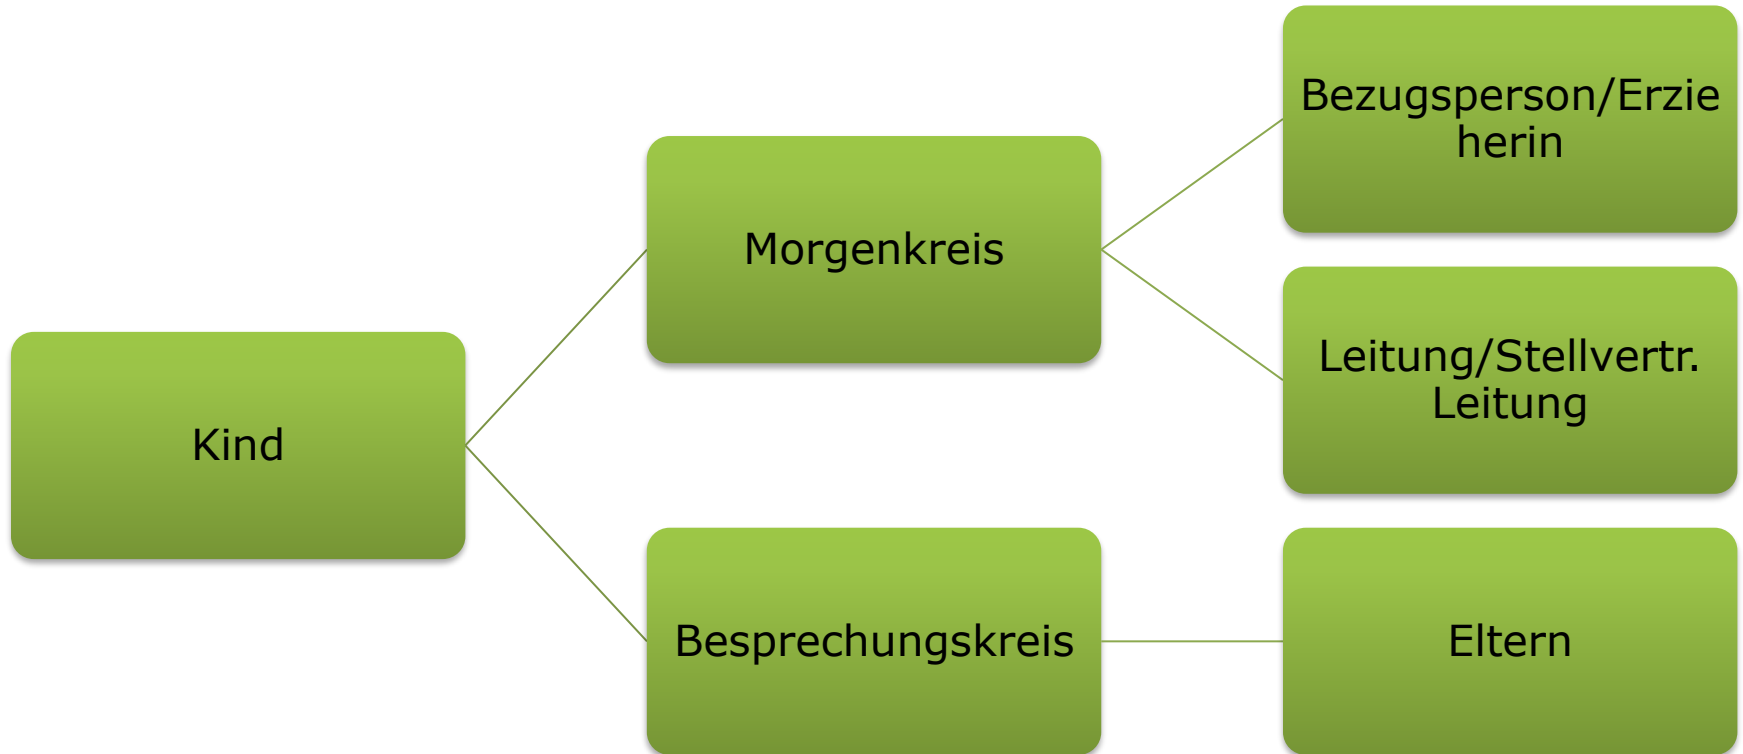 Bezugsperson/Erzie
herin
Morgenkreis
Leitung/Stellvertr.
Leitung
Kind
Besprechungskreis
Eltern